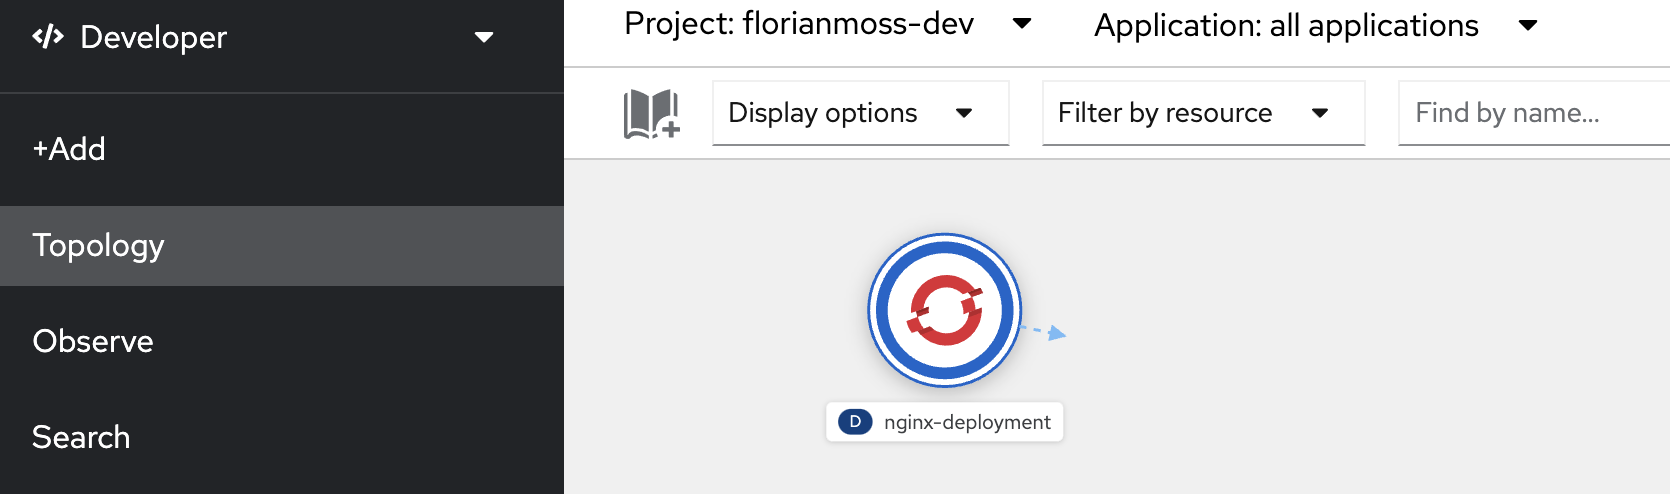 Developer
+Add
Topology
Observe
Search
Project: florianmoss-dev
Application: all applications
Display options
Filter by resource
Find by name...
D nginx-deployment